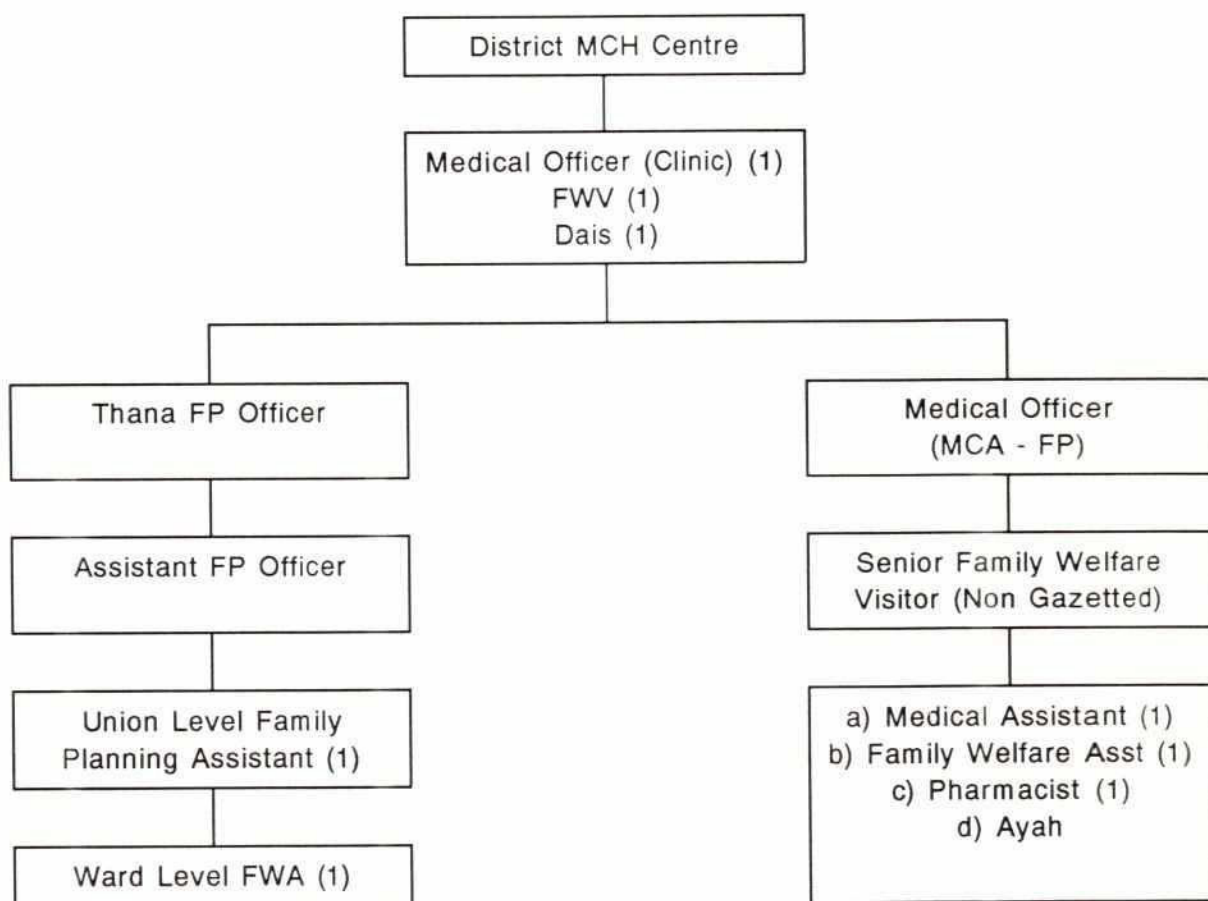 District MCH Centre
Medical Officer (Clinic) (1)
FWV (1)
Dais (1)
Thana FP Officer
Assistant FP Officer
Union Level Family
Planning Assistant (1)
Ward Level FWA (1)
Medical Officer
(MCA - FP)
Senior Family Welfare
Visitor (Non Gazetted)
a) Medical Assistant (1)
b) Family Welfare Asst (1)
c) Pharmacist (1)
d) Ayah